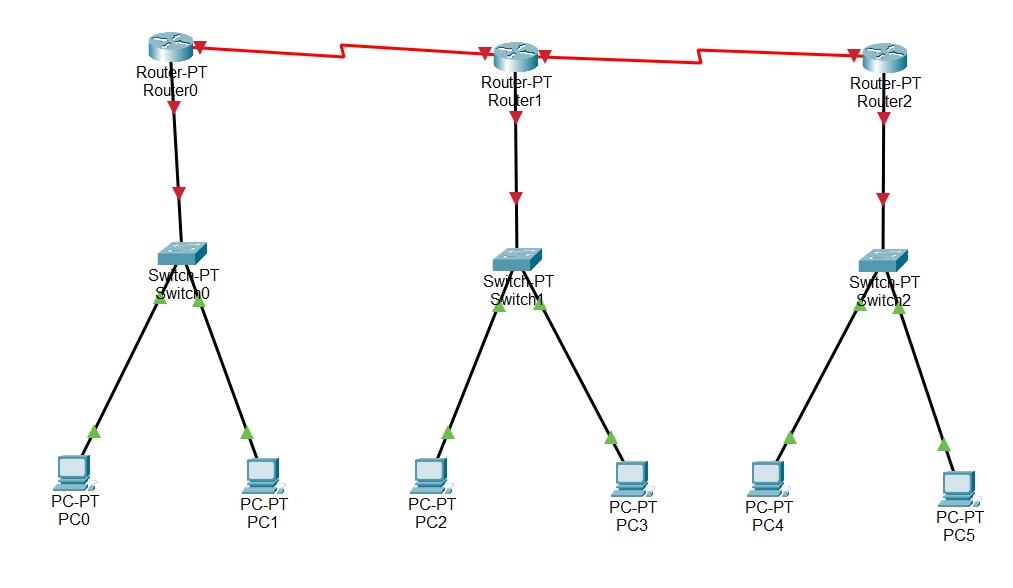 Router-PT
Router0
Router-PT
Router1
Router-PT
Router2
Switch-PT
Switch0
Switch-PT
Switch1
Switch-PT
Switch2
PC-PT
PC0
PC-PT
PC1
PC-PT
PC2
PC-PT
PC3
PC-PT
PC4
PC-PT
PC5